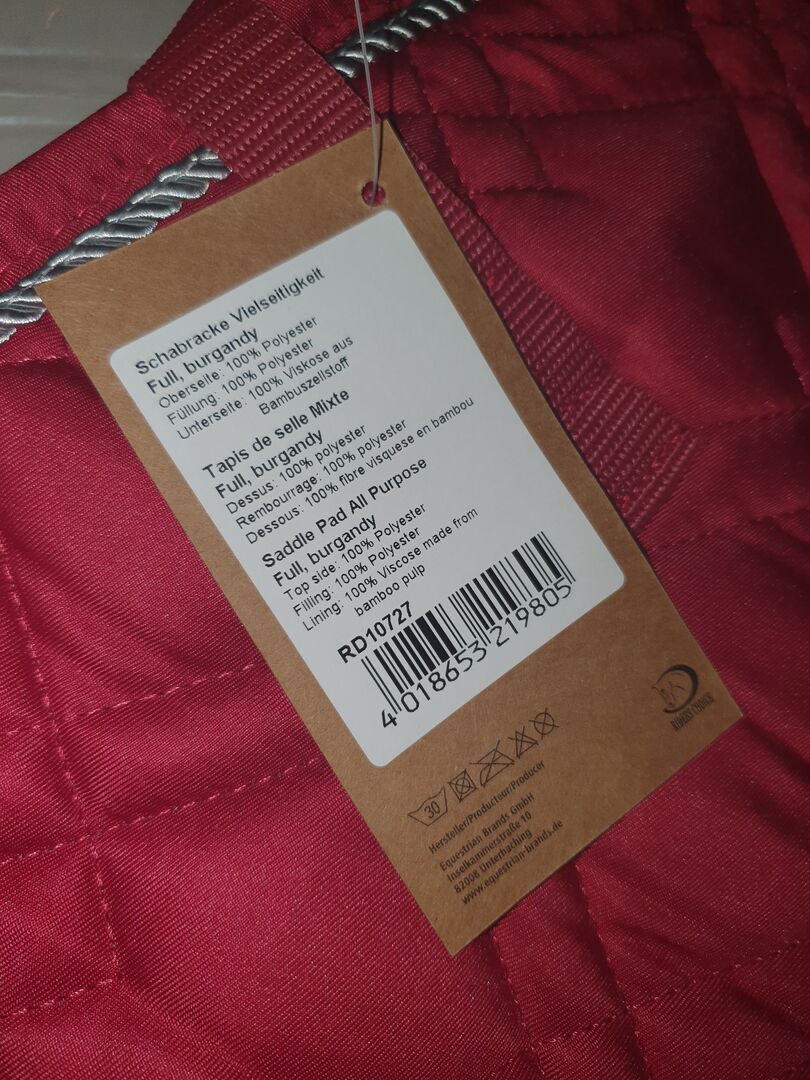 Schabracke Vielseitigkeit
Full, burgandy
Oberseite: 100% Polyester
Füllung: 100% Polyester
Unterseite: 100% Viskose aus
Bambuszellstoff
Tapis de selle Mixte
Full, burgandy
Dessus: 100% polyester
Rembourrage: 100% polyester
Dessous: 100% fibre visquese en bambou
Saddle Pad All Purpose
Full, burgandy
Top side: 100% Polyester
Filling: 100% Polyester
Lining: 100% Viscose made from
bamboo pulp
RD10727
4 018653 219805
RIDERS CHOICE
30
Hersteller/Producteur/Producer
Equestrian Brands GmbH
Inselkammerstraße 10
82008 Unterhaching
www.equestrian-brands.de